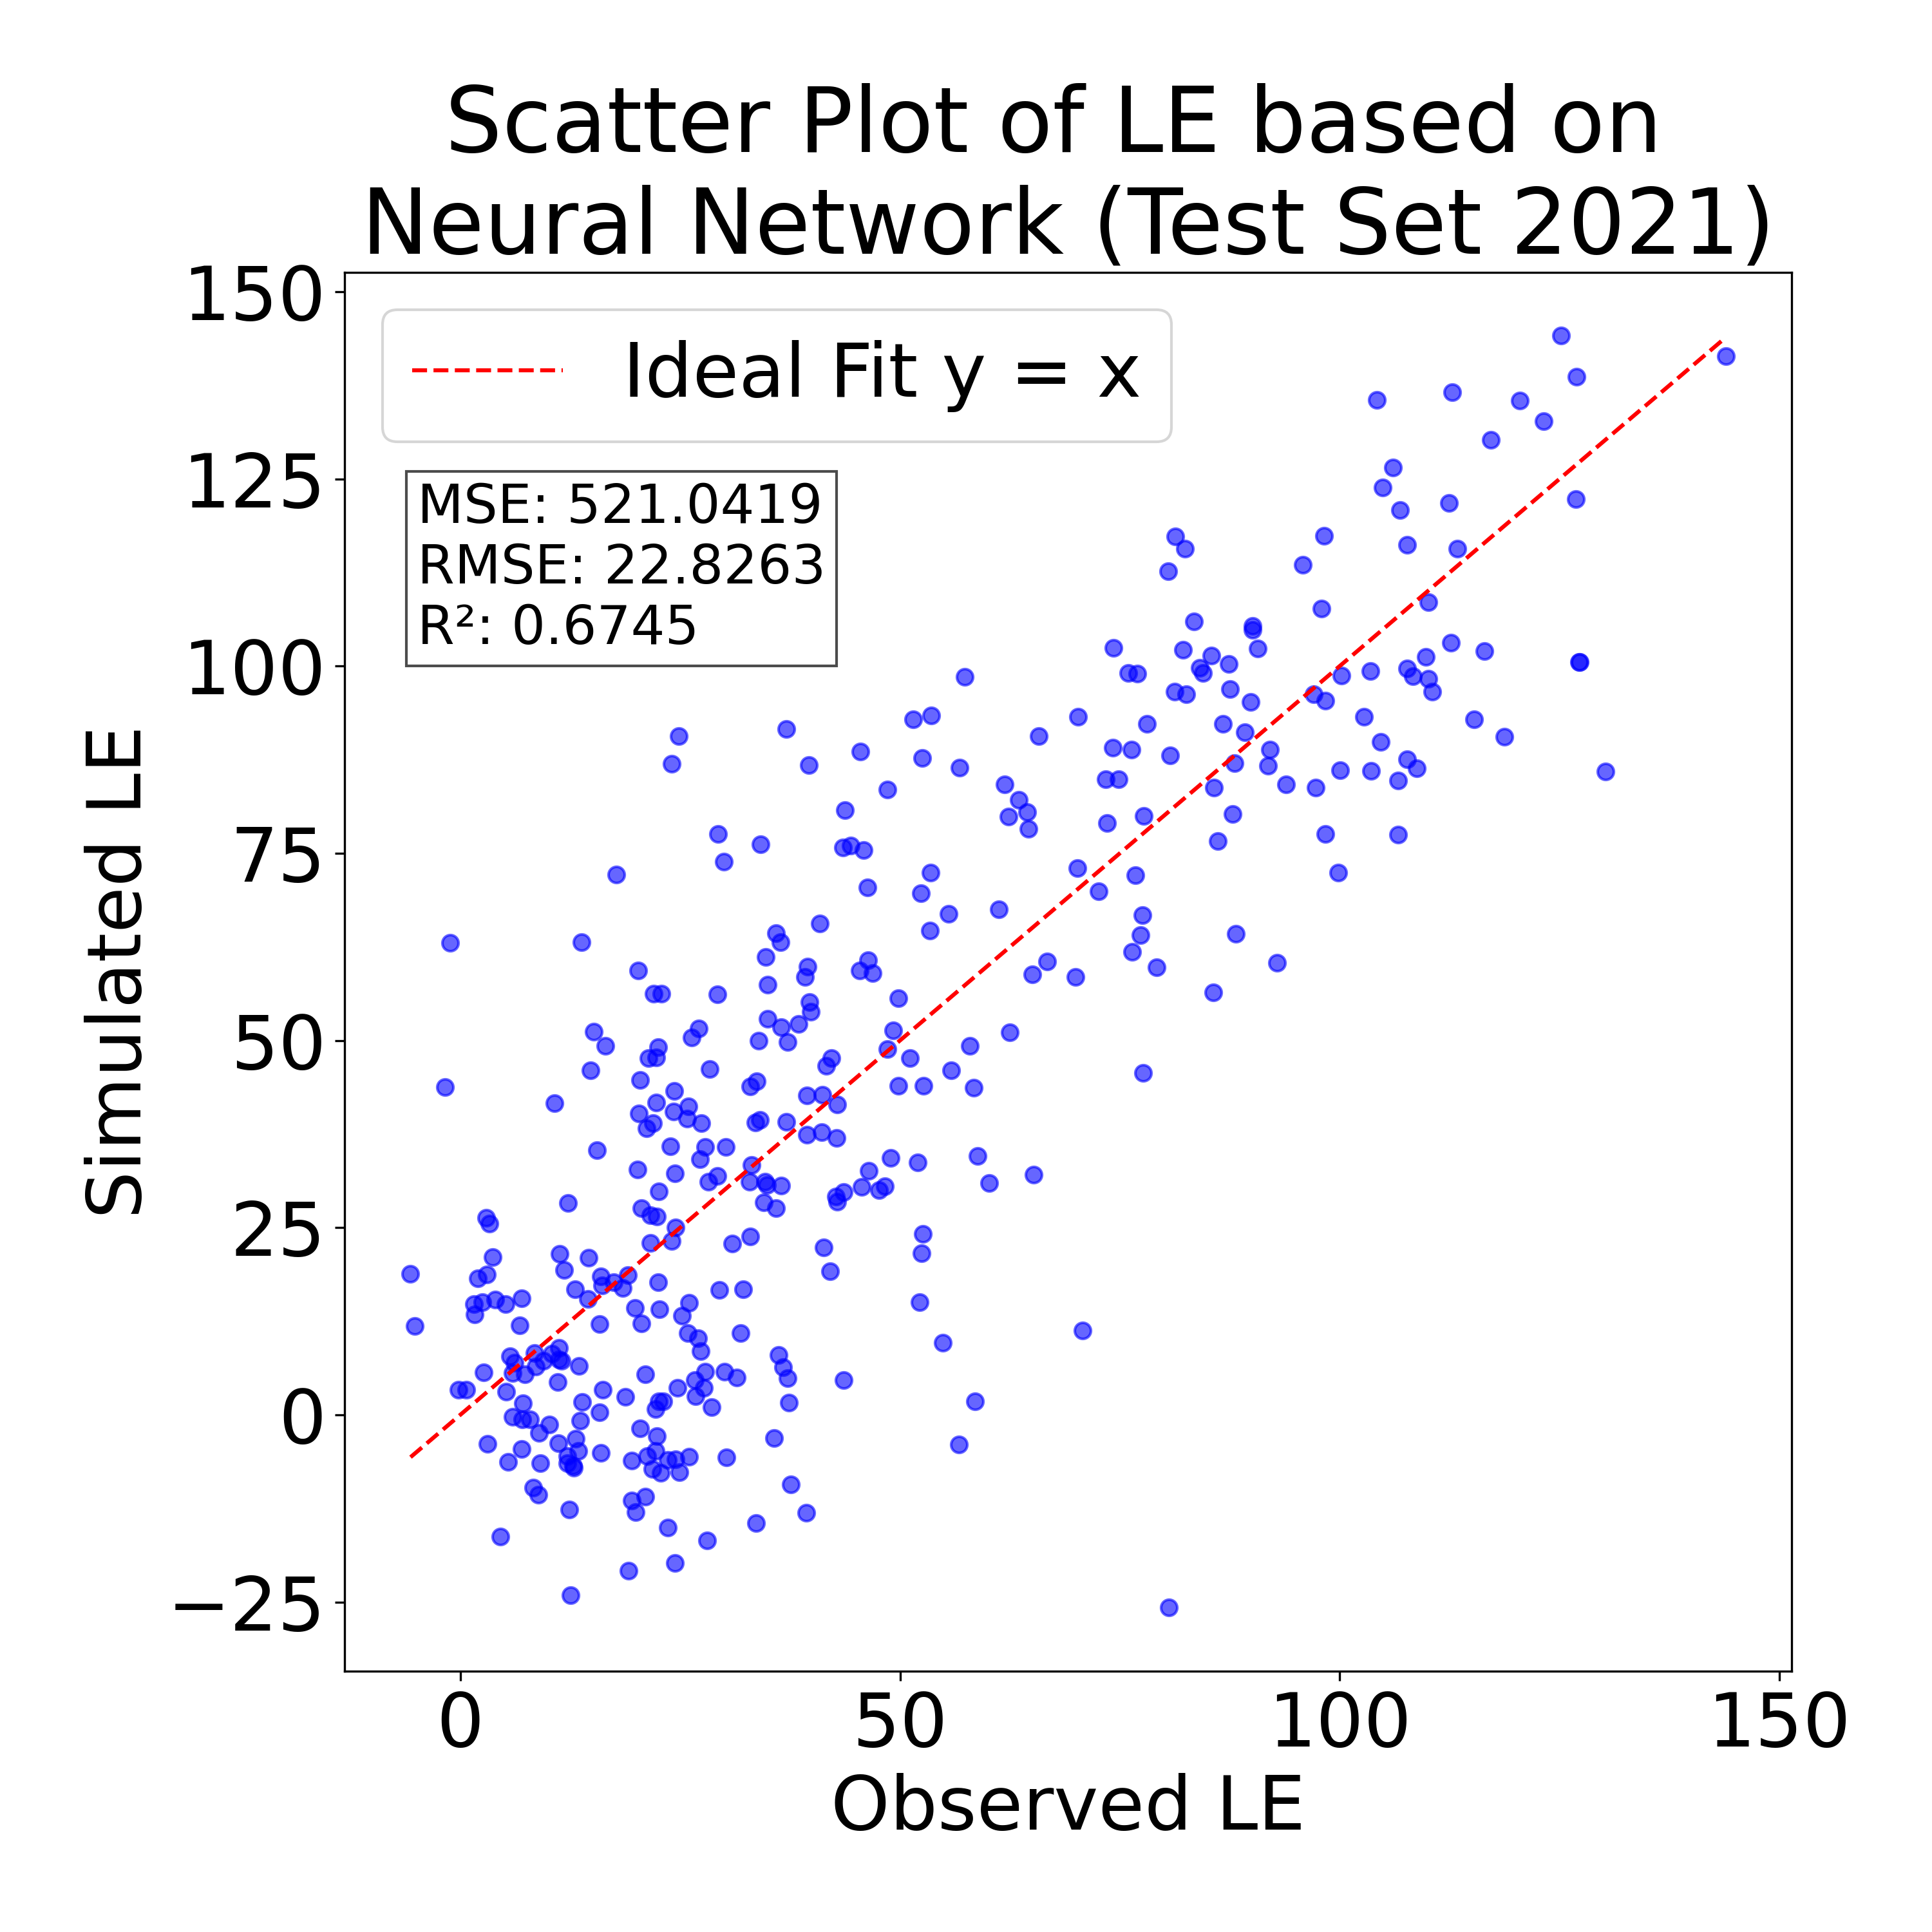 Scatter Plot of LE based on
Neural Network (Test Set 2021)
Ideal Fit y = x
MSE: 521.0419
RMSE: 22.8263
R²: 0.6745
150
125
100
75
50
25
0
−25
Simulated LE
0 50 100 150
Observed LE